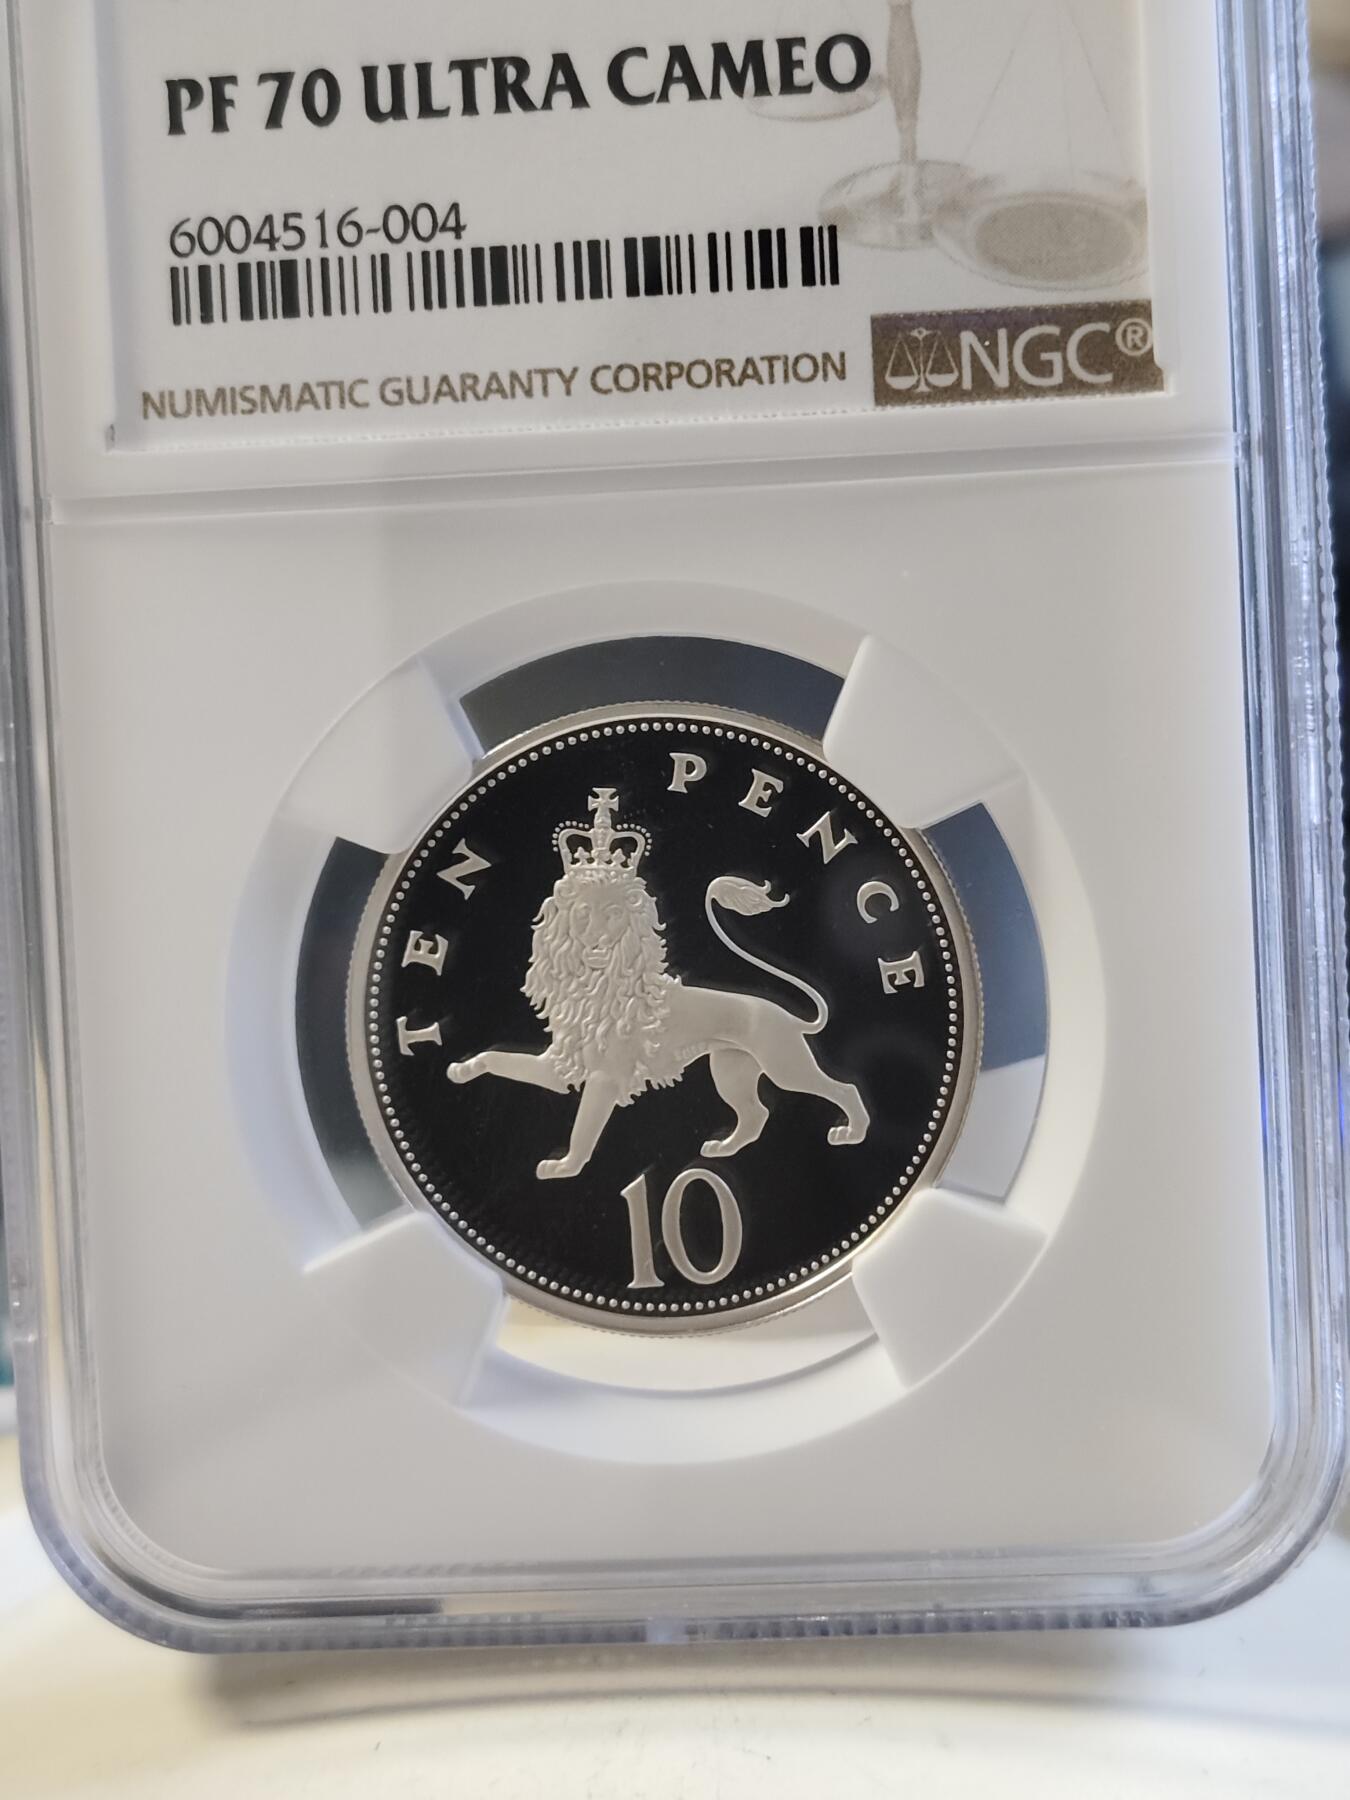 PF 70 ULTRA CAMEO
6004516-004
NUMISMATIC GUARANTY CORPORATION
NGC®
TEN PENCE
10